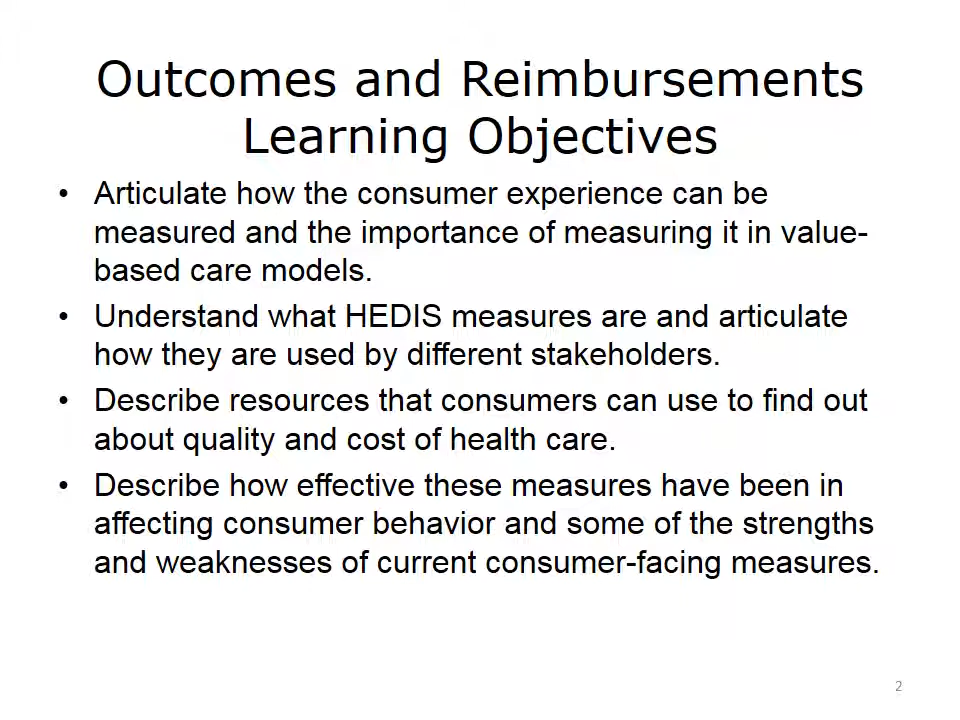 Outcomes and Reimbursements
Learning Objectives
• Articulate how the consumer experience can be
measured and the importance of measuring it in value-
based care models.
• Understand what HEDIS measures are and articulate
how they are used by different stakeholders.
• Describe resources that consumers can use to find out
about quality and cost of health care.
• Describe how effective these measures have been in
affecting consumer behavior and some of the strengths
and weaknesses of current consumer-facing measures.
2